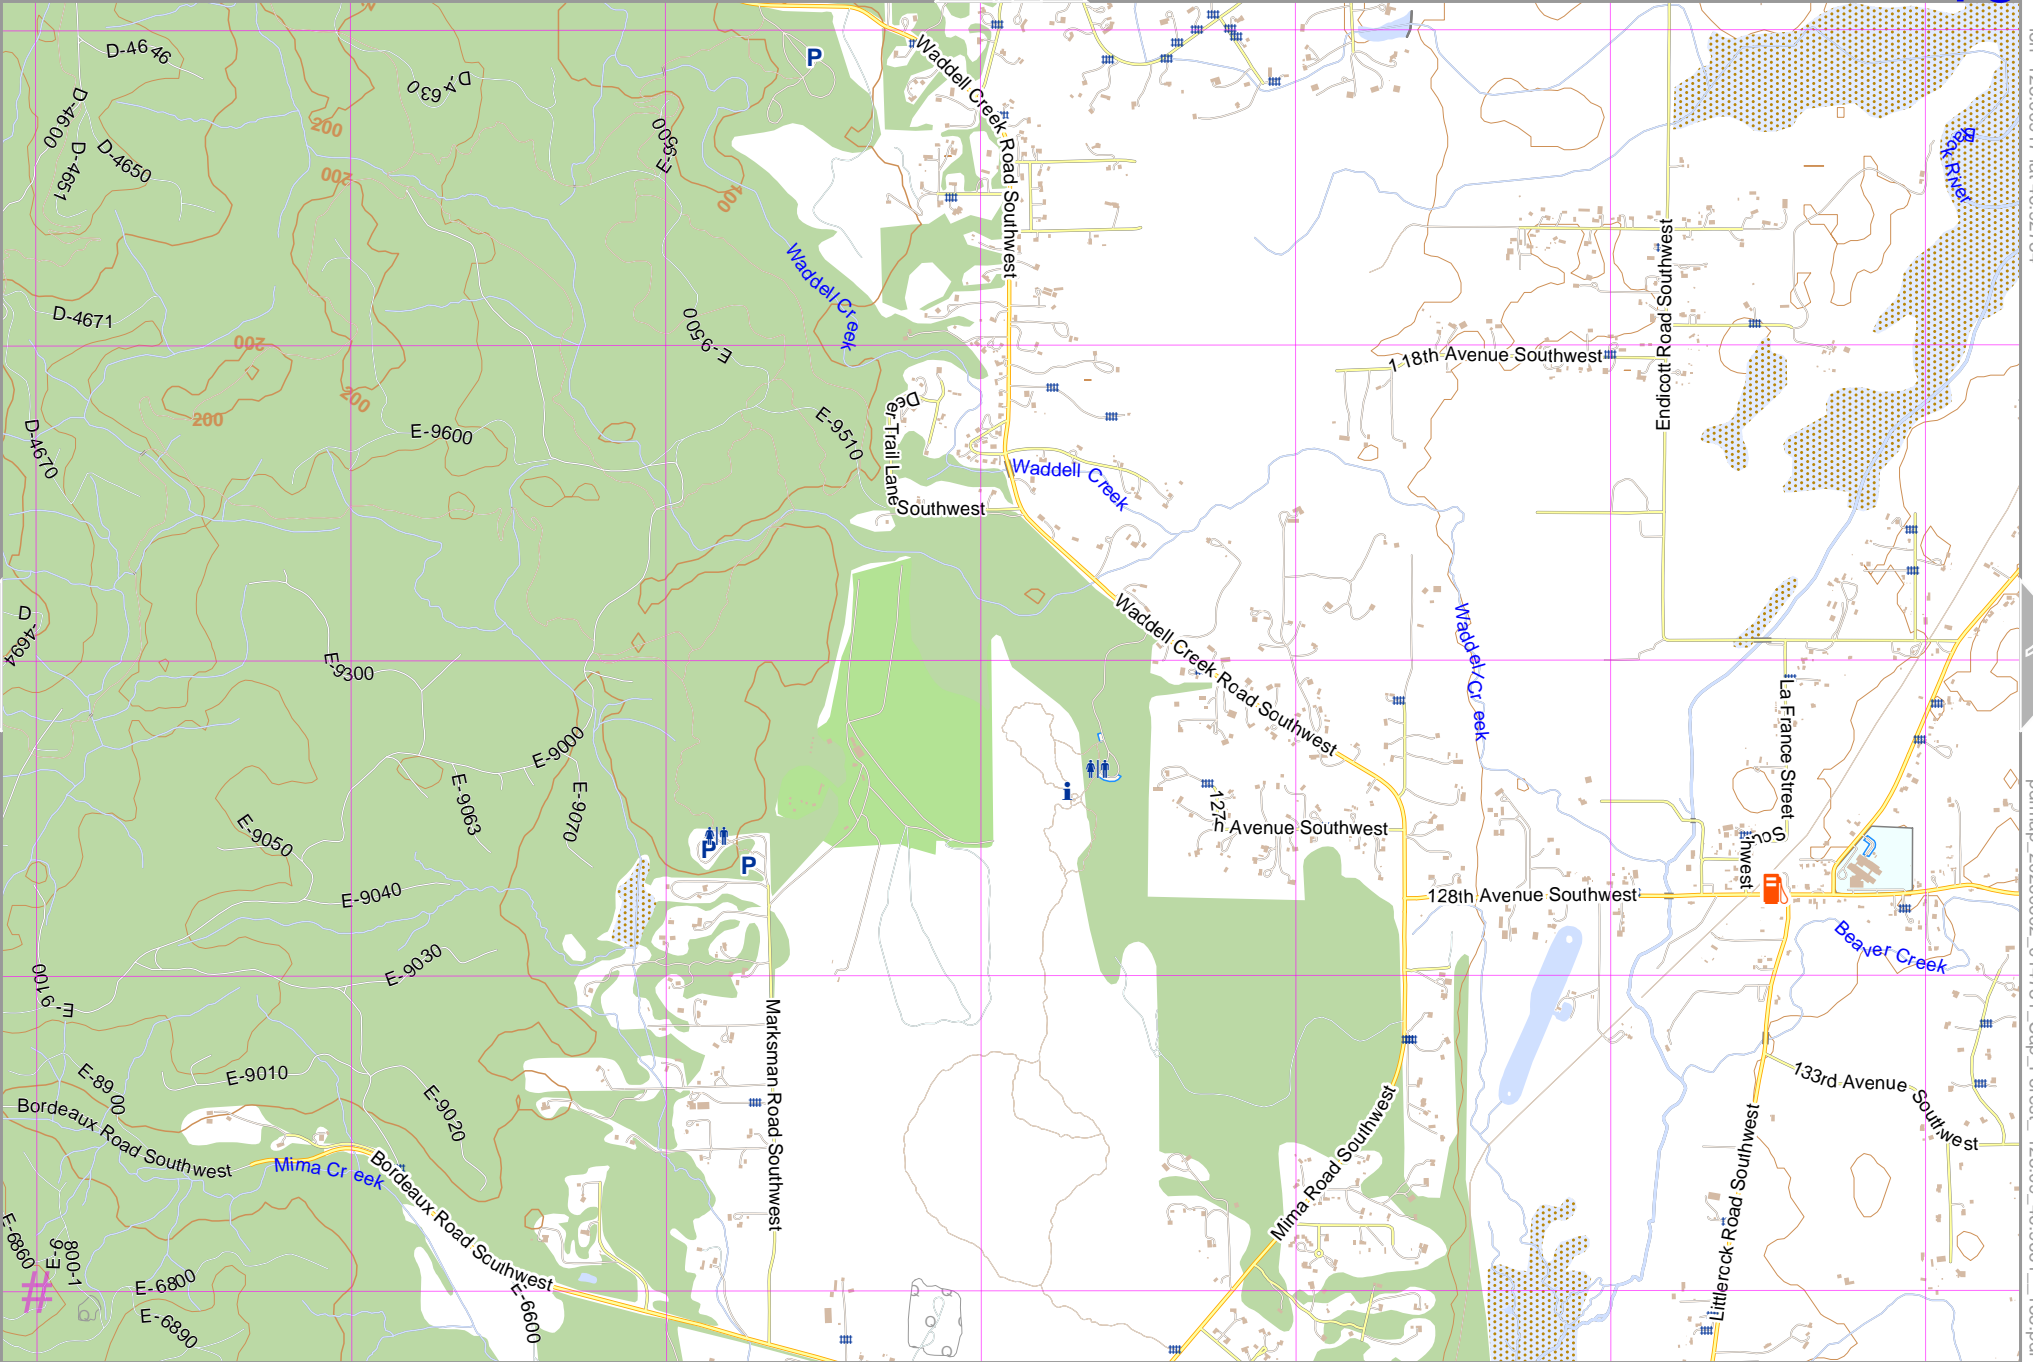 D-4646
D-4630
P
Waddell Creek Road Southwest
D-4600
D-4651
D-4650
200
200
E-9500
100
Black River
Waddell Creek
Endicott Road Southwest
D-4671
E-9500
200
200
200
118th Avenue Southwest
D-4670
E-9600
E-9510
Deer Trail Lane Southwest
Waddell Creek
D-4694
E-9300
Waddell Creek Road Southwest
Waddell Creek
La France Street Southwest
E-9000
E-9063
E-9070
E-9050
P
P
i
127th Avenue Southwest
E-9040
128th Avenue Southwest
E-9030
Beaver Creek
E-9100
Marksman Road Southwest
E-8900
E-9010
E-9020
133rd Avenue Southwest
Bordeaux Road Southwest
Mima Creek
Bordeaux Road Southwest
Mima Road Southwest
Littlerock Road Southwest
E-6860
E-9800-1
#
E-6800
E-6890
E-6600